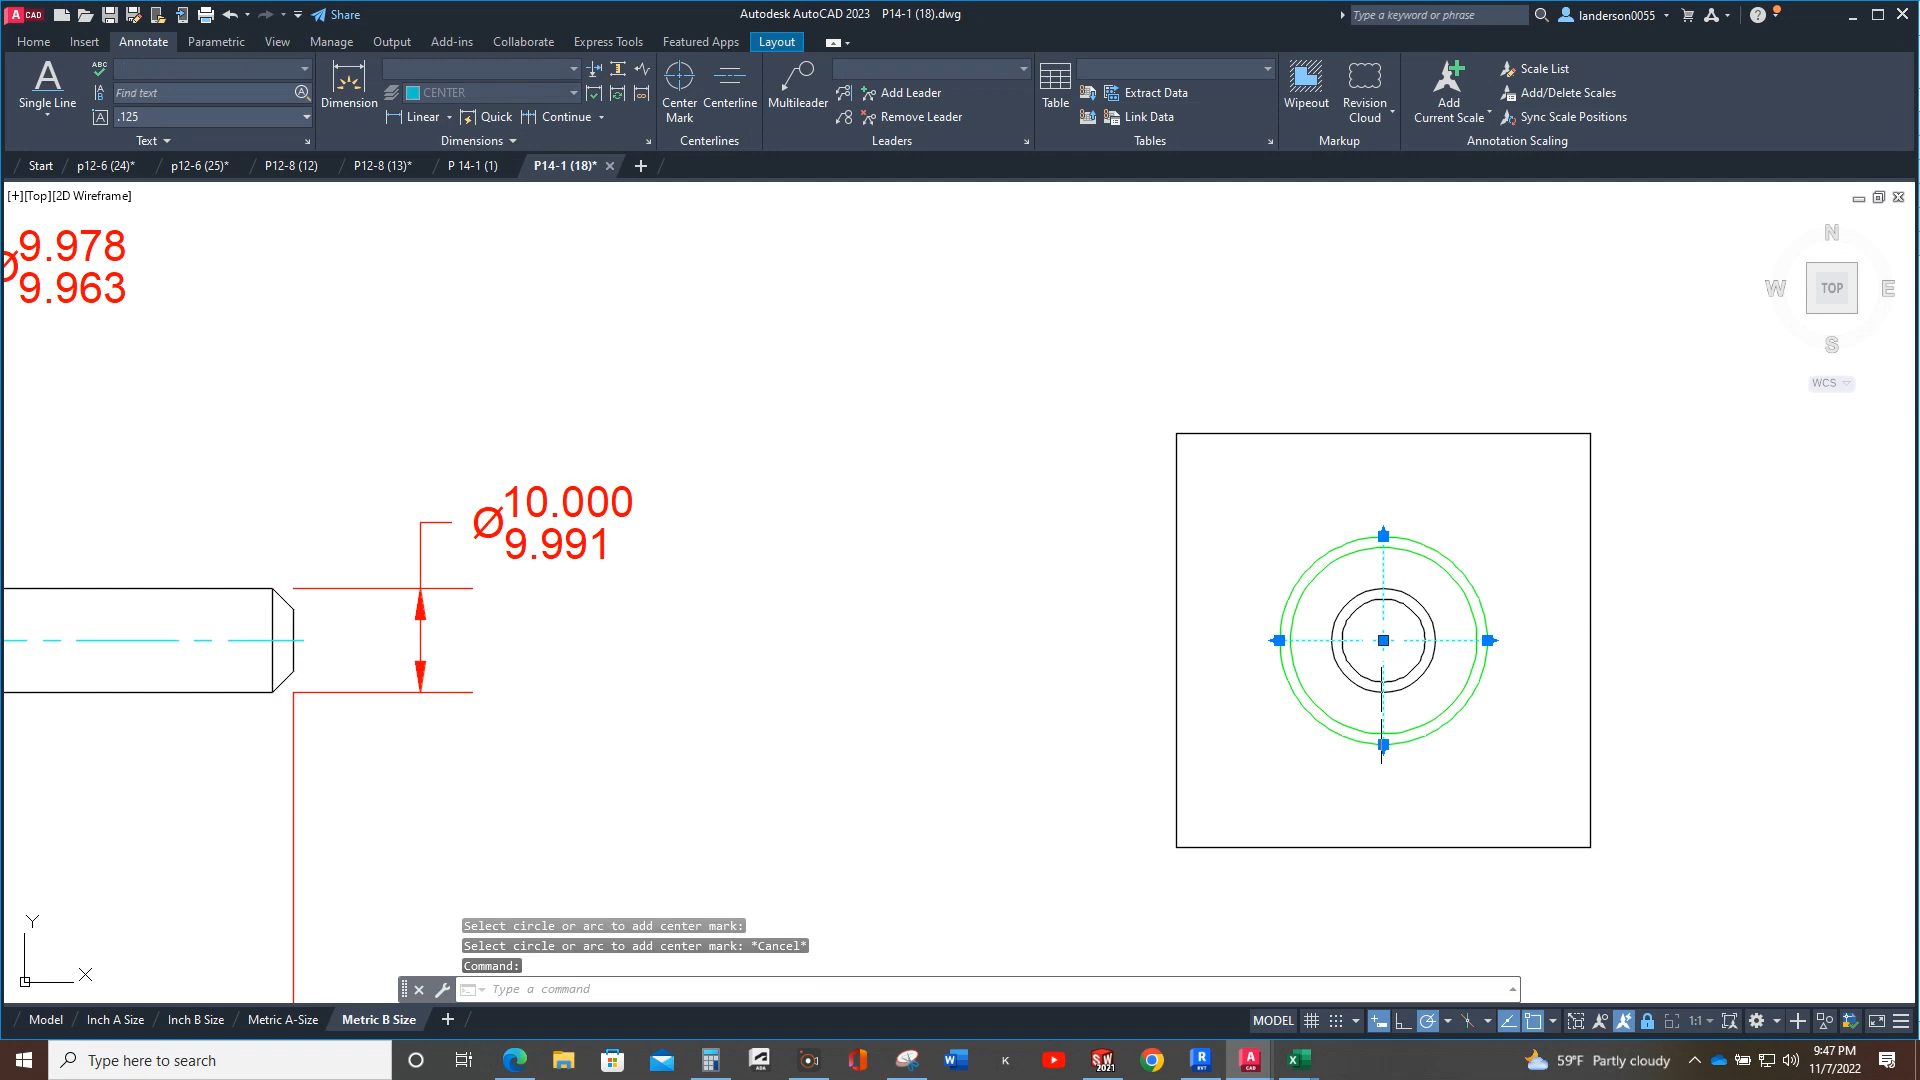 A CAD
Share
Autodesk AutoCAD 2023 P14-1 (18).dwg
Type a keyword or phrase
landerson0055
Home Insert Annotate Parametric View Manage Output Add-ins Collaborate Express Tools Featured Apps Layout
Single Line
ABC
Find text
.125
Text
Dimension
CENTER
Linear Quick Continue
Dimensions
Center Mark
Centerline
Centerlines
Multileader
Add Leader
Remove Leader
Leaders
Table
Extract Data
Link Data
Tables
Wipeout
Revision Cloud
Markup
Add Current Scale
Scale List
Add/Delete Scales
Sync Scale Positions
Annotation Scaling
Start p12-6 (24)* p12-6 (25)* P12-8 (12) P12-8 (13)* P 14-1 (1) P14-1 (18)*
[+][Top][2D Wireframe]
Ø9.978
9.963
N
W TOP E
S
WCS
Ø10.000
9.991
Y
X
Select circle or arc to add center mark:
Select circle or arc to add center mark: *Cancel*
Command:
Type a command
Model Inch A Size Inch B Size Metric A-Size Metric B Size
MODEL 1:1
Type here to search
59°F Partly cloudy
9:47 PM
11/7/2022